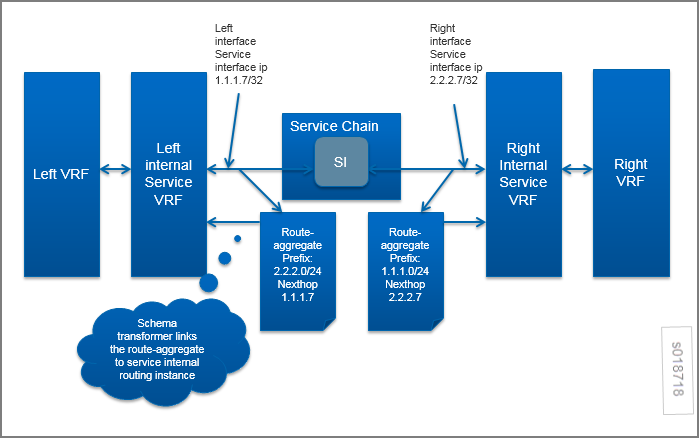 Left
interface
Service
interface ip
1.1.1.7/32
Right
interface
Service
interface ip
2.2.2.7/32
Left VRF
Left
internal
Service
VRF
Service Chain
SI
Right
Internal
Service
VRF
Right
VRF
Route-
aggregate
Prefix:
2.2.2.0/24
Nexthop
1.1.1.7
Route-
aggregate
Prefix:
1.1.1.0/24
Nexthop
2.2.2.7
Schema
transformer links
the route-aggregate
to service internal
routing instance
s018718